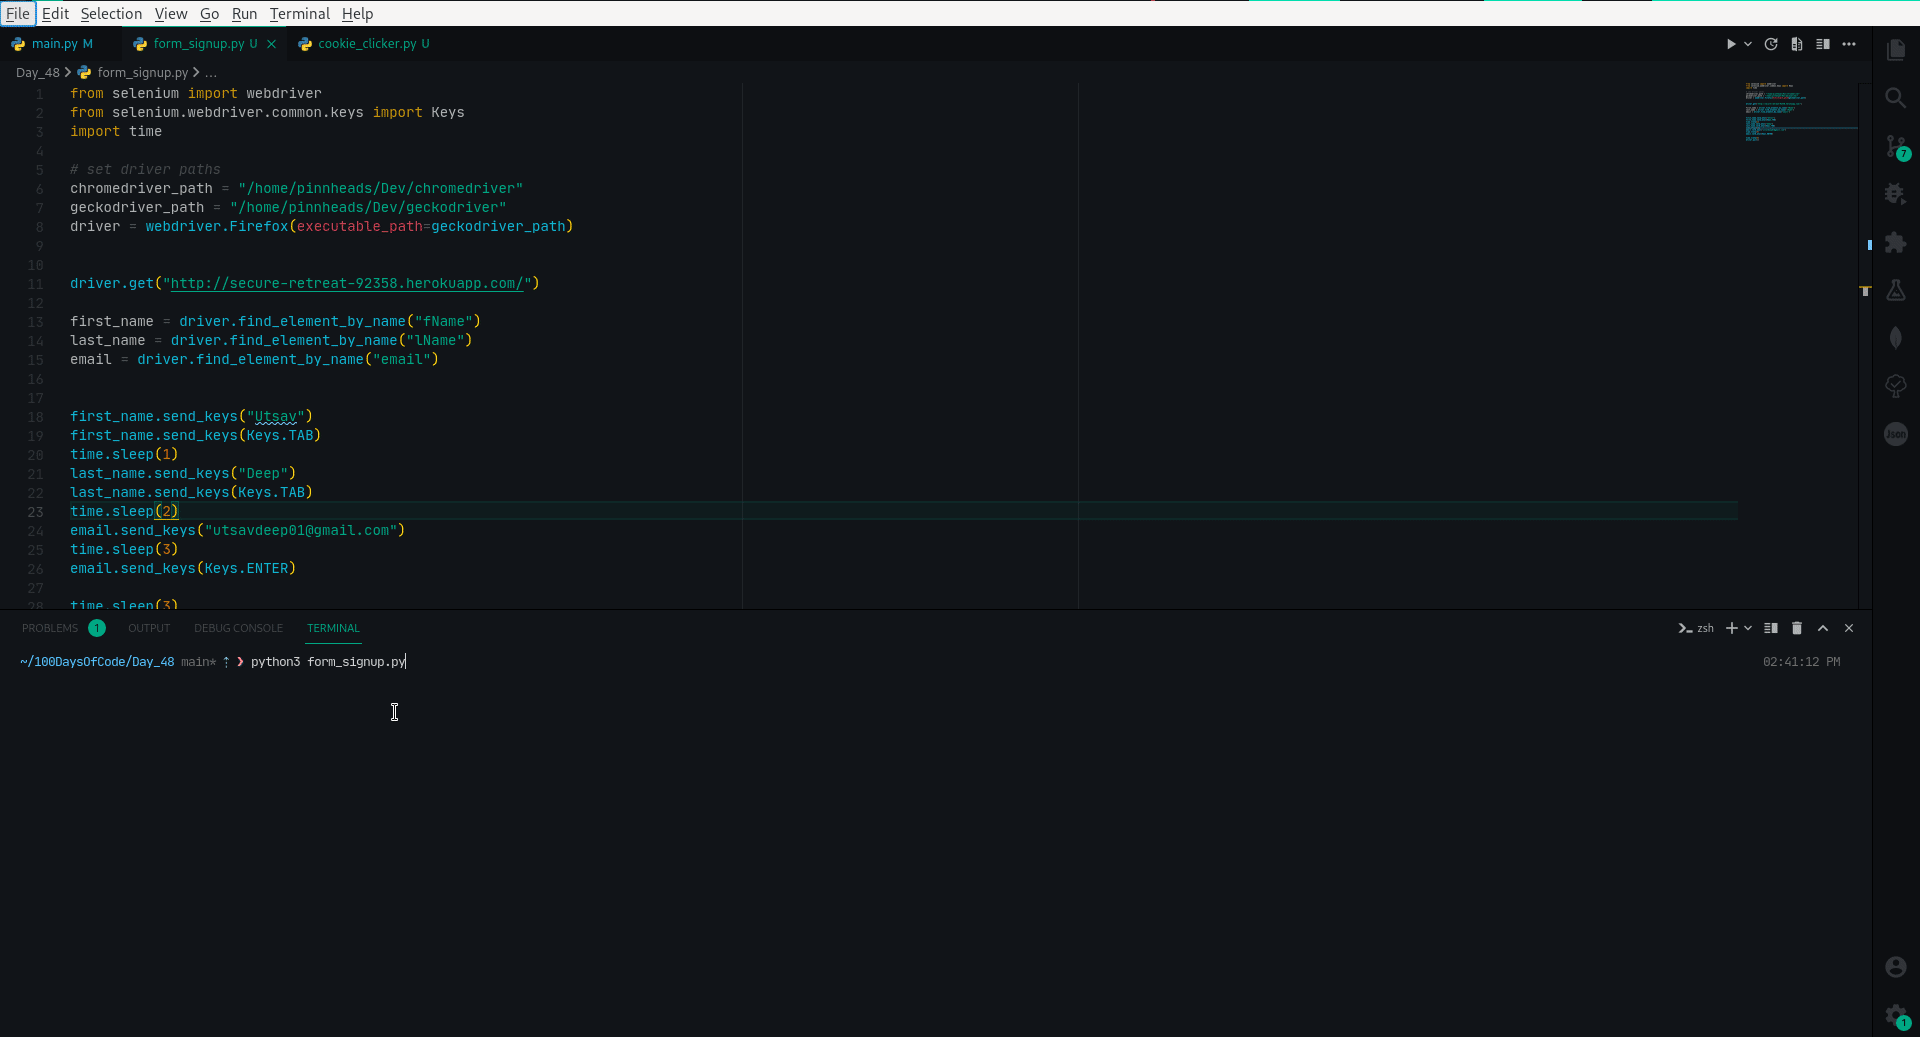 File Edit Selection View Go Run Terminal Help
main.py M form_signup.py U cookie_clicker.py U
Day_48 > form_signup.py > ...
1 from selenium import webdriver
2 from selenium.webdriver.common.keys import Keys
3 import time
4
5 # set driver paths
6 chromedriver_path = "/home/pinnheads/Dev/chromedriver"
7 geckodriver_path = "/home/pinnheads/Dev/geckodriver"
8 driver = webdriver.Firefox(executable_path=geckodriver_path)
9
10
11 driver.get("http://secure-retreat-92358.herokuapp.com/")
12
13 first_name = driver.find_element_by_name("fName")
14 last_name = driver.find_element_by_name("lName")
15 email = driver.find_element_by_name("email")
16
17
18 first_name.send_keys("Utsav")
19 first_name.send_keys(Keys.TAB)
20 time.sleep(1)
21 last_name.send_keys("Deep")
22 last_name.send_keys(Keys.TAB)
23 time.sleep(2)
24 email.send_keys("utsavdeep01@gmail.com")
25 time.sleep(3)
26 email.send_keys(Keys.ENTER)
27
28 time.sleep(3)
7
Json
PROBLEMS 1 OUTPUT DEBUG CONSOLE TERMINAL zsh
~/100DaysOfCode/Day_48 main* ⇡ ❯ python3 form_signup.py 02:41:12 PM
1